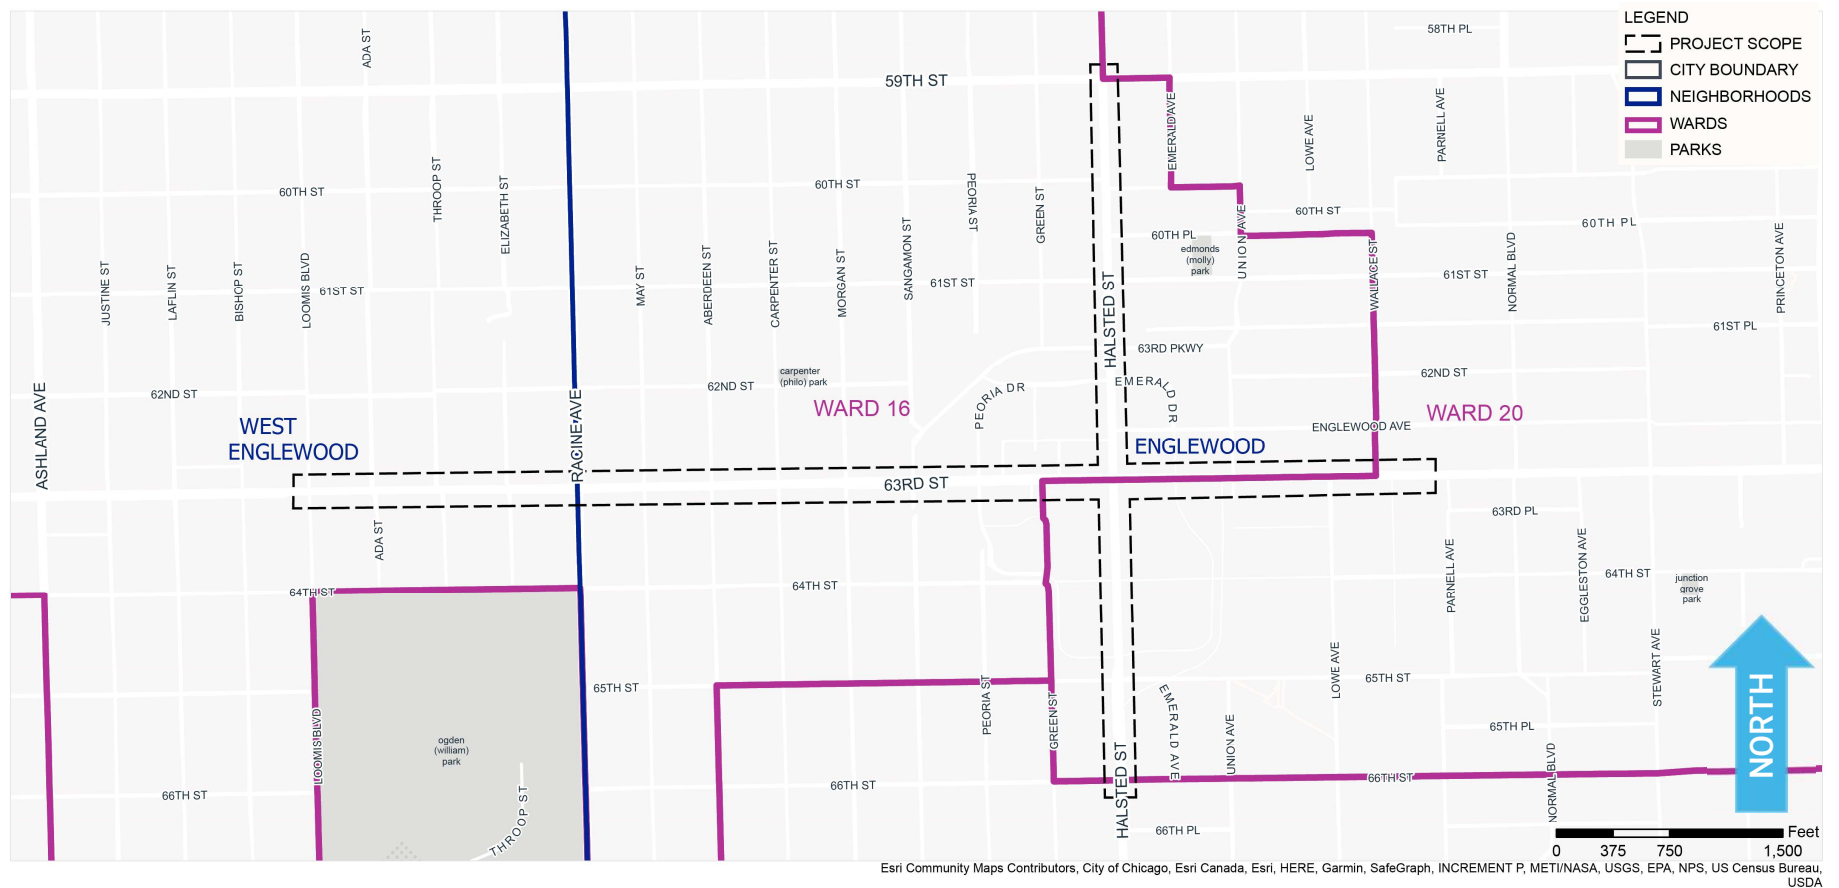 LEGEND
PROJECT SCOPE
CITY BOUNDARY
NEIGHBORHOODS
WARDS
PARKS
58TH PL
ADA ST
59TH ST
EMERALD AVE
LOWE AVE
PARNELL AVE
60TH ST
THROOP ST
ELIZABETH ST
60TH ST
PEORIA ST
GREEN ST
60TH ST
60TH PL
60TH PL
edmonds
(molly)
park
UNION AVE
JUSTINE ST
LAFLIN ST
BISHOP ST
LOOMIS BLVD
61ST ST
MAY ST
ABERDEEN ST
CARPENTER ST
MORGAN ST
SANGAMON ST
61ST ST
HALSTED ST
WALLACE ST
61ST ST
NORMAL BLVD
PRINCETON AVE
61ST PL
63RD PKWY
62ND ST
62ND ST
carpenter
(philo) park
PEORIA DR
EMERALD DR
62ND ST
ASHLAND AVE
WEST
ENGLEWOOD
RACINE AVE
WARD 16
ENGLEWOOD
ENGLEWOOD AVE
WARD 20
63RD ST
63RD PL
ADA ST
64TH ST
64TH ST
PARNELL AVE
EGGLESTON AVE
64TH ST
junction
grove
park
65TH ST
PEORIA ST
GREEN ST
EMERALD AVE
UNION AVE
LOWE AVE
65TH ST
STEWART AVE
65TH PL
LOOMIS BLVD
ogden
(william)
park
THROOP ST
66TH ST
66TH ST
HALSTED ST
66TH ST
NORMAL BLVD
66TH PL
NORTH
Feet
0 375 750 1,500
Esri Community Maps Contributors, City of Chicago, Esri Canada, Esri, HERE, Garmin, SafeGraph, INCREMENT P, METI/NASA, USGS, EPA, NPS, US Census Bureau,
USDA